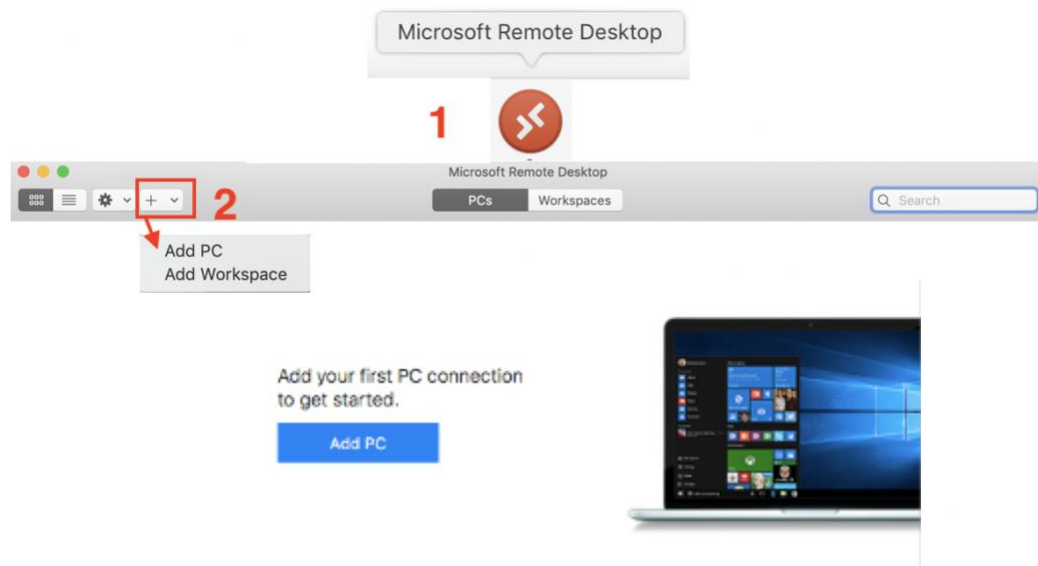 Microsoft Remote Desktop
1
Microsoft Remote Desktop
2
PCs
Workspaces
Search
Add PC
Add Workspace
Add your first PC connection
to get started.
Add PC